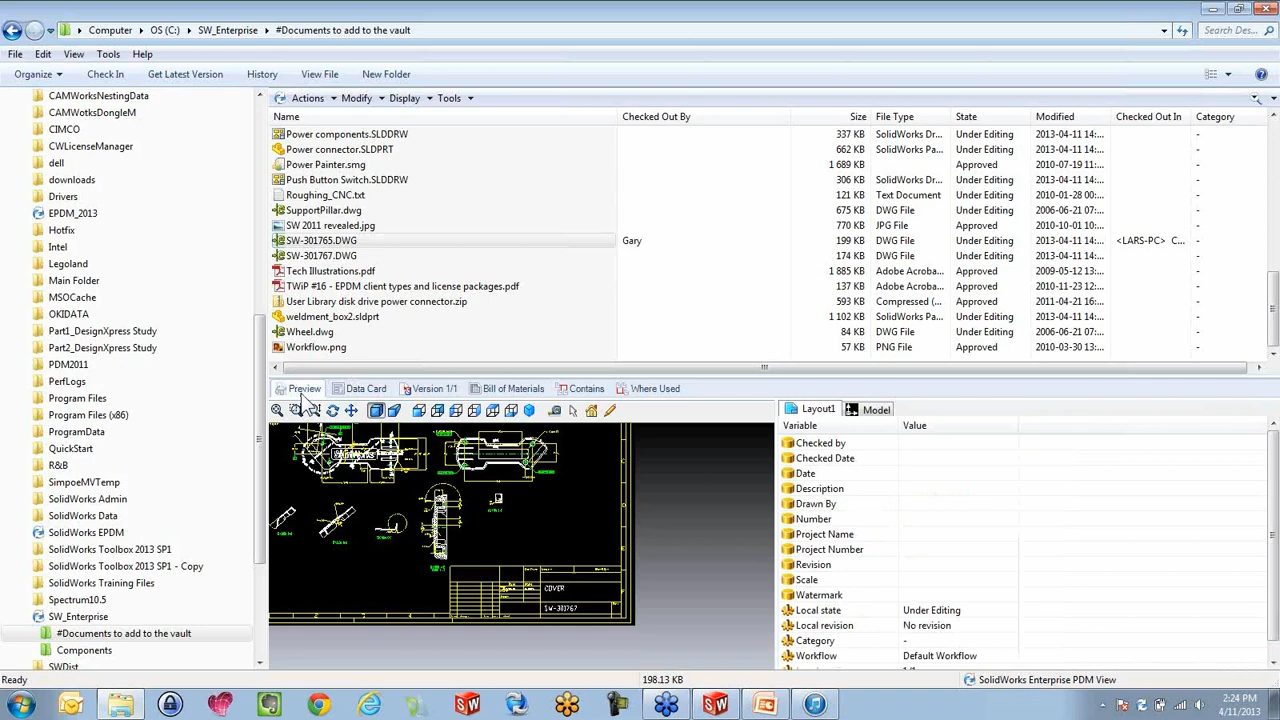 Computer ▸ OS (C:) ▸ SW_Enterprise ▸ #Documents to add to the vault
Search Des...
File Edit View Tools Help
Organize Check In Get Latest Version History View File New Folder
Actions Modify Display Tools
Name Checked Out By Size File Type State Modified Checked Out In Category
Power components.SLDDRW 337 KB SolidWorks Dr... Under Editing 2013-04-11 14:... -
Power connector.SLDPRT 662 KB SolidWorks Pa... Under Editing 2013-04-11 14:... -
Power Painter.smg 1 689 KB Approved 2010-07-19 11:... -
Push Button Switch.SLDDRW 306 KB SolidWorks Dr... Under Editing 2013-04-11 14:... -
Roughing_CNC.txt 121 KB Text Document Under Editing 2010-01-28 00:... -
SupportPillar.dwg 675 KB DWG File Under Editing 2006-06-21 07:... -
SW 2011 revealed.jpg 770 KB JPG File Approved 2010-10-01 10:... -
SW-301765.DWG Gary 199 KB DWG File Under Editing 2013-04-11 14:... <LARS-PC> C... -
SW-301767.DWG 174 KB DWG File Under Editing 2013-04-11 14:... -
Tech Illustrations.pdf 1 885 KB Adobe Acroba... Approved 2009-05-12 13:... -
TWiP #16 - EPDM client types and license packages.pdf 137 KB Adobe Acroba... Approved 2010-11-23 12:... -
User Library disk drive power connector.zip 593 KB Compressed (... Approved 2011-04-21 16:... -
weldment_box2.sldprt 1 102 KB SolidWorks Pa... Approved 2013-04-11 14:... -
Wheel.dwg 84 KB DWG File Under Editing 2006-06-21 07:... -
Workflow.png 57 KB PNG File Approved 2010-03-30 13:... -
CAMWorksNestingData
CAMWotksDongleM
CIMCO
CWLicenseManager
dell
downloads
Drivers
EPDM_2013
Hotfix
Intel
Legoland
Main Folder
MSOCache
OKIDATA
Part1_DesignXpress Study
Part2_DesignXpress Study
PDM2011
PerfLogs
Program Files
Program Files (x86)
ProgramData
QuickStart
R&B
SimpoeMVTemp
SolidWorks Admin
SolidWorks Data
SolidWorks EPDM
SolidWorks Toolbox 2013 SP1
SolidWorks Toolbox 2013 SP1 - Copy
SolidWorks Training Files
Spectrum10.5
SW_Enterprise
#Documents to add to the vault
Components
SWDist
Preview Data Card Version 1/1 Bill of Materials Contains Where Used
COVER
SW-301767
Layout1 Model
Variable Value
Checked by
Checked Date
Date
Description
Drawn By
Number
Project Name
Project Number
Revision
Scale
Watermark
Local state Under Editing
Local revision No revision
Category -
Workflow Default Workflow
Ready 198.13 KB SolidWorks Enterprise PDM View
2:24 PM
4/11/2013